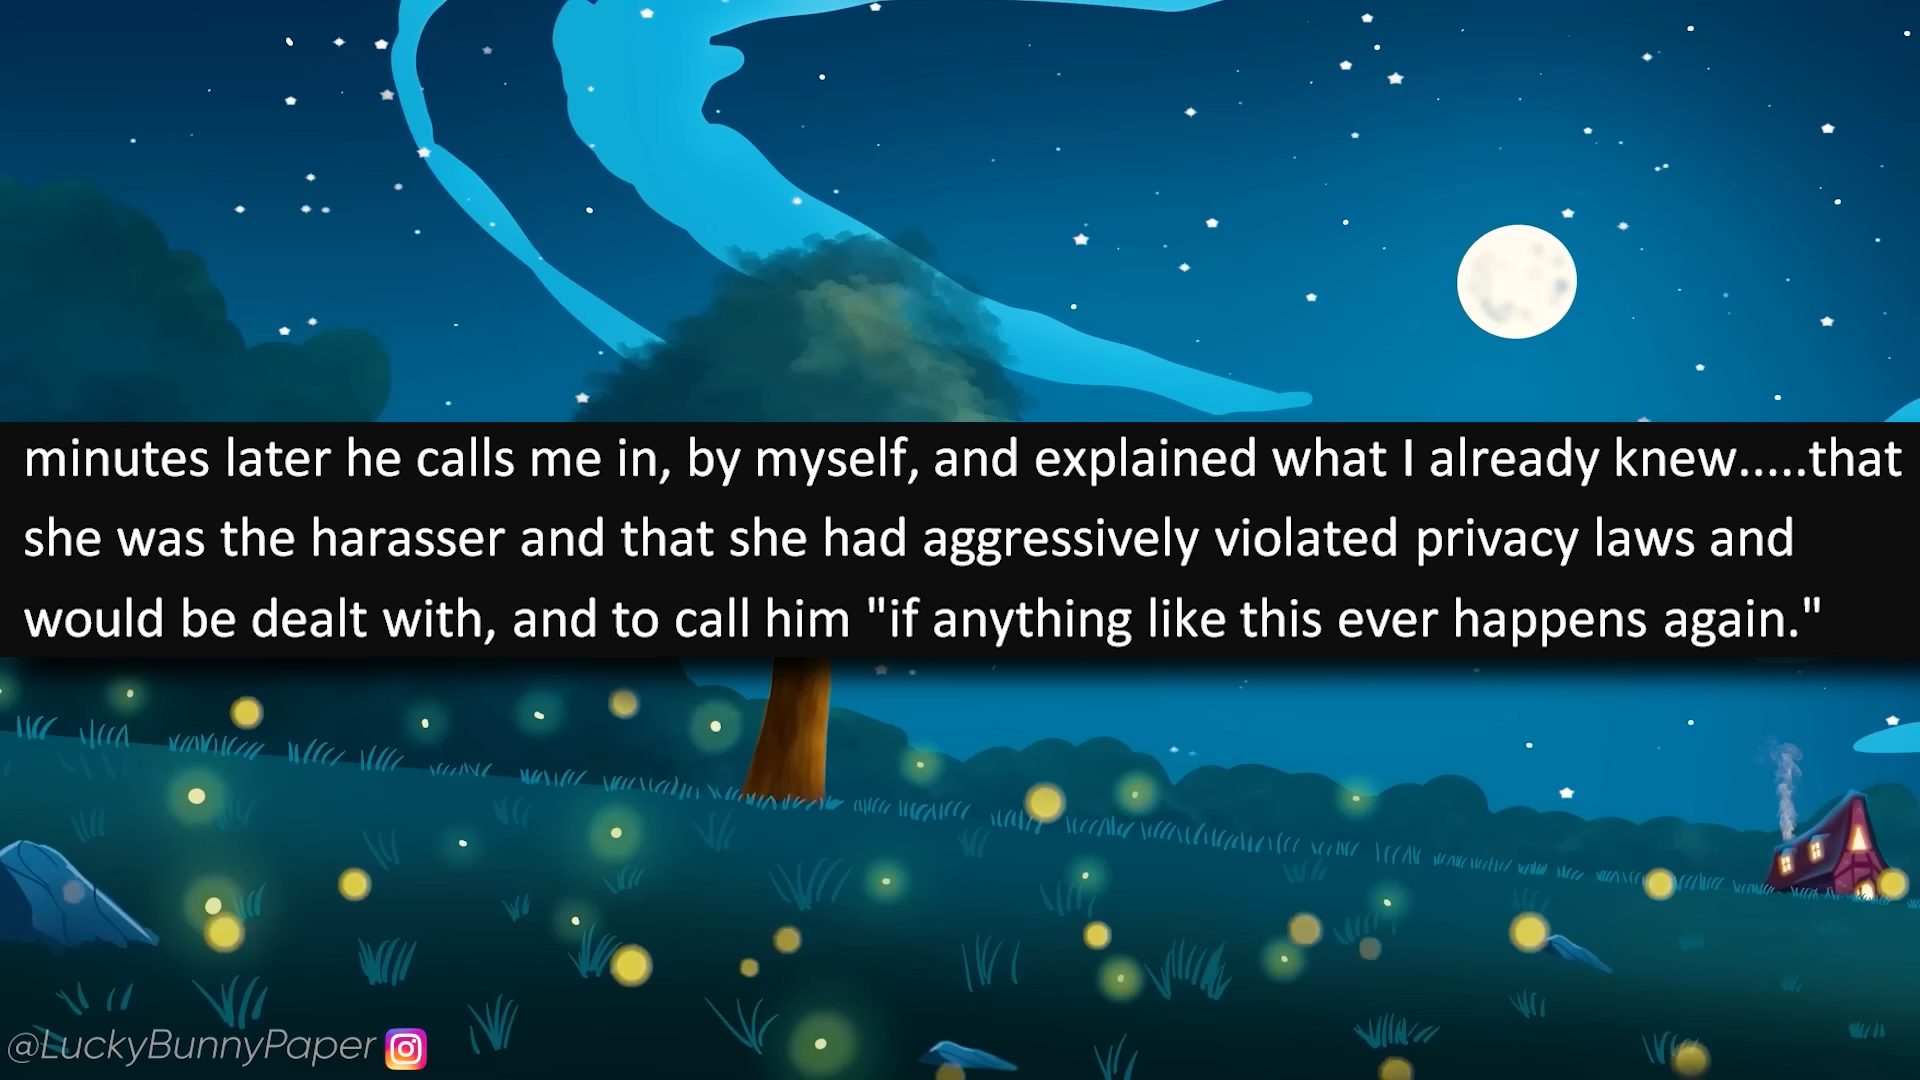 minutes later he calls me in, by myself, and explained what I already knew.....that
she was the harasser and that she had aggressively violated privacy laws and
would be dealt with, and to call him "if anything like this ever happens again."
@LuckyBunnyPaper